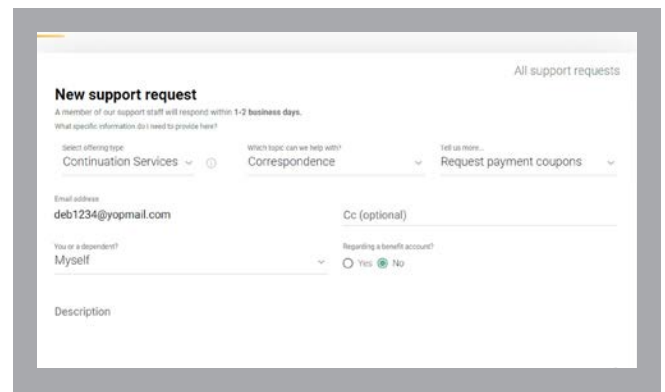 All support requests
New support request
A member of our support staff will respond within 1-2 business days.
What specific information do I need to provide here?
Select offering type Which topic can we help with? Tell us more...
Continuation Services Correspondence Request payment coupons
Email address
deb1234@yopmail.com Cc (optional)
You or a dependent? Regarding a benefit account?
Myself Yes No
Description